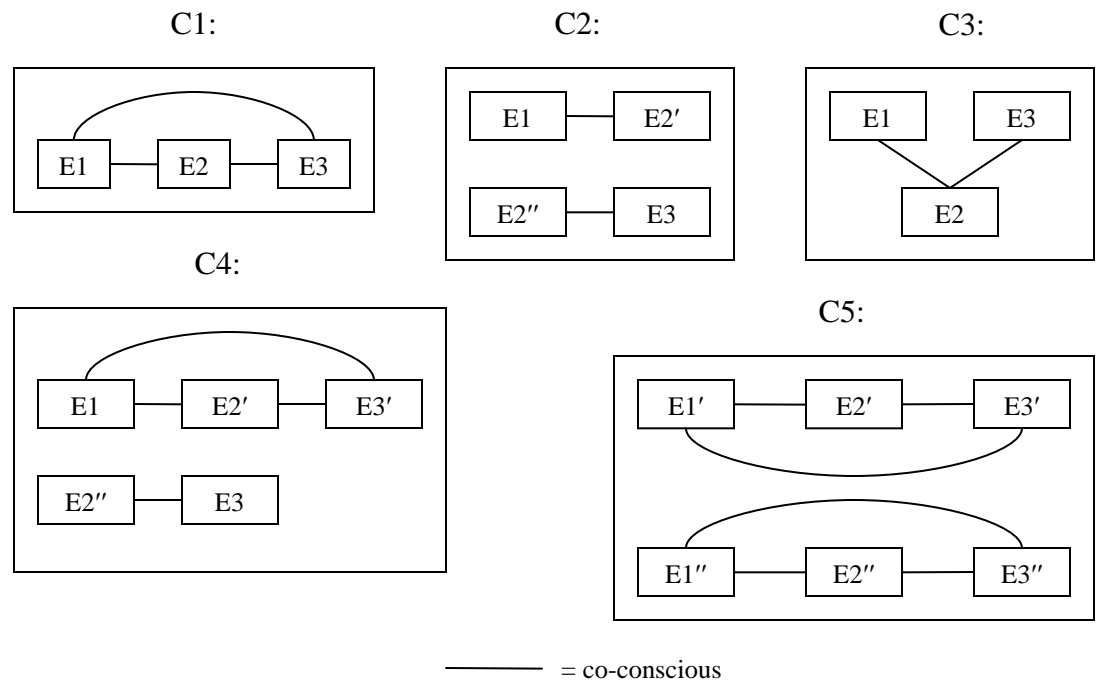 C1:
C2:
C3:
E1 E2 E3
E1 E2′
E2″ E3
E1 E3
E2
C4:
C5:
E1 E2′ E3′
E2″ E3
E1′ E2′ E3′
E1″ E2″ E3″
= co-conscious